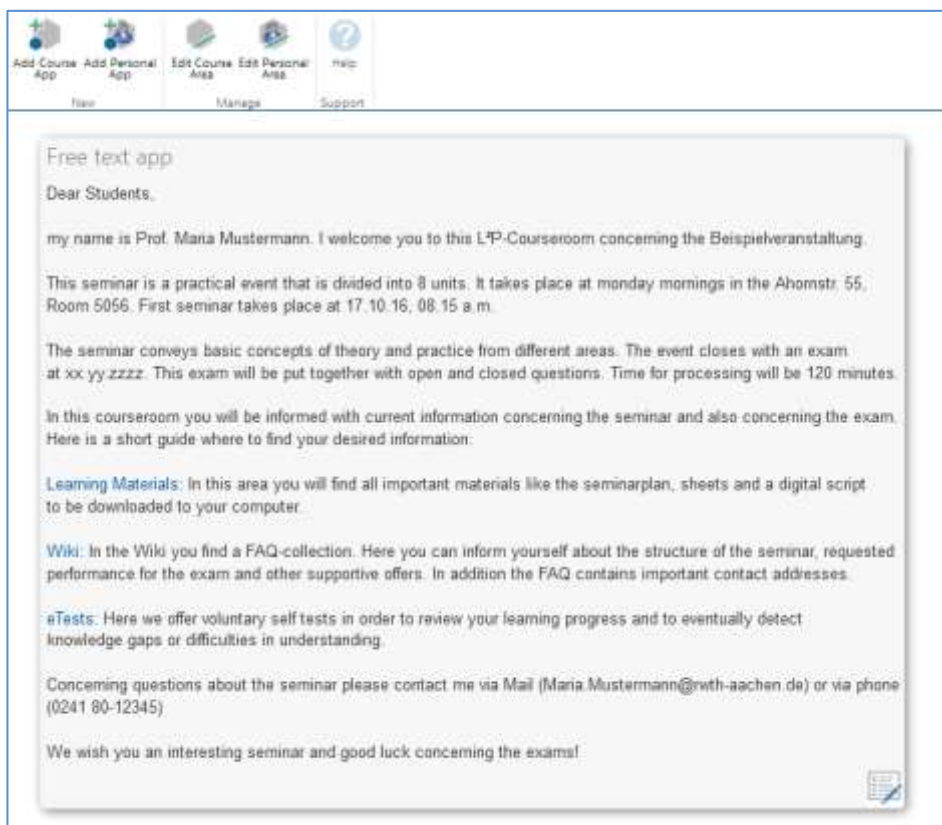 Add Course App
Add Personal App
Edit Course Area
Edit Personal Area
Help
New
Manage
Support
Free text app
Dear Students,
my name is Prof. Maria Mustermann. I welcome you to this L²P-Courseroom concerning the Beispielveranstaltung.
This seminar is a practical event that is divided into 8 units. It takes place at monday mornings in the Ahornstr. 55,
Room 5056. First seminar takes place at 17.10.16, 08.15 a.m.
The seminar conveys basic concepts of theory and practice from different areas. The event closes with an exam
at xx.yy.zzzz. This exam will be put together with open and closed questions. Time for processing will be 120 minutes.
In this courseroom you will be informed with current information concerning the seminar and also concerning the exam.
Here is a short guide where to find your desired information:
Learning Materials: In this area you will find all important materials like the seminarplan, sheets and a digital script
to be downloaded to your computer.
Wiki: In the Wiki you find a FAQ-collection. Here you can inform yourself about the structure of the seminar, requested
performance for the exam and other supportive offers. In addition the FAQ contains important contact addresses.
eTests: Here we offer voluntary self tests in order to review your learning progress and to eventually detect
knowledge gaps or difficulties in understanding.
Concerning questions about the seminar please contact me via Mail (Maria.Mustermann@rwth-aachen.de) or via phone
(0241 80-12345)
We wish you an interesting seminar and good luck concerning the exams!